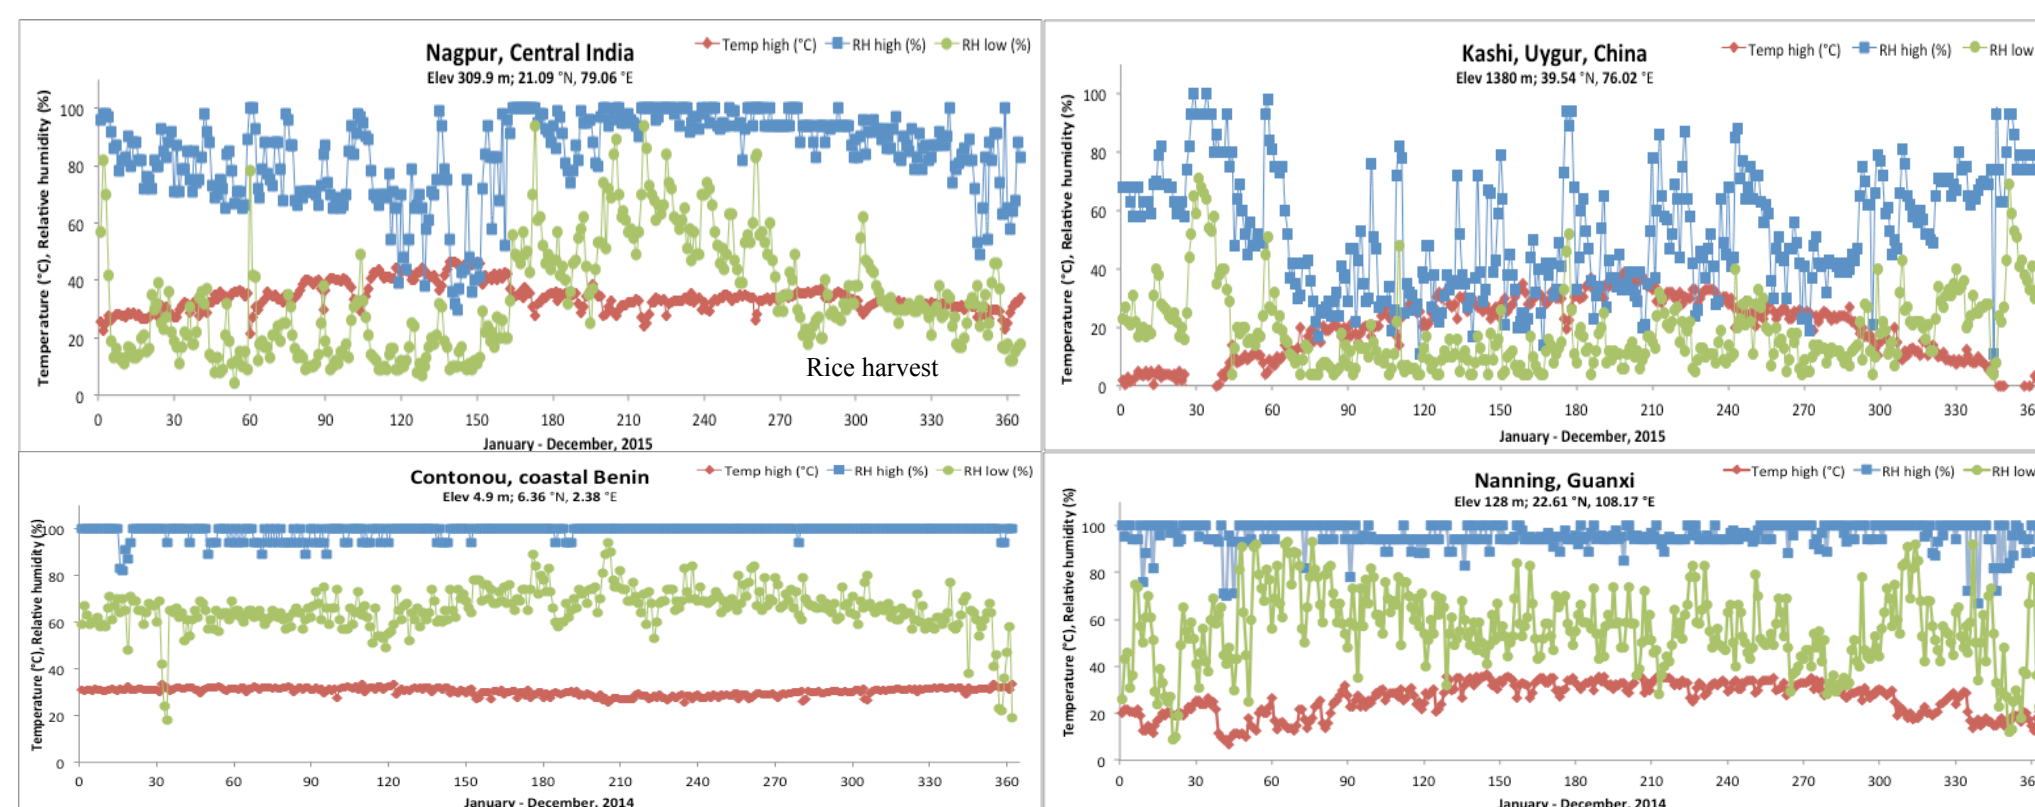 Nagpur, Central India
Elev 309.9 m; 21.09 °N, 79.06 °E
Temp high (°C) RH high (%) RH low (%)
Temperature (°C), Relative humidity (%)
100
80
60
40
20
0
Rice harvest
0 30 60 90 120 150 180 210 240 270 300 330 360
January - December, 2015
Kashi, Uygur, China
Elev 1380 m; 39.54 °N, 76.02 °E
Temp high (°C) RH high (%) RH low
Temperature (°C), Relative humidity (%)
100
80
60
40
20
0
0 30 60 90 120 150 180 210 240 270 300 330 36
January - December, 2015
Contonou, coastal Benin
Elev 4.9 m; 6.36 °N, 2.38 °E
Temp high (°C) RH high (%) RH low (%)
Temperature (°C), Relative humidity (%)
100
80
60
40
20
0
0 30 60 90 120 150 180 210 240 270 300 330 360
January - December, 2014
Nanning, Guanxi
Elev 128 m; 22.61 °N, 108.17 °E
Temp high (°C) RH high (%) RH low
Temperature (°C), Relative humidity (%)
100
80
60
40
20
0
0 30 60 90 120 150 180 210 240 270 300 330 36
January - December, 2014